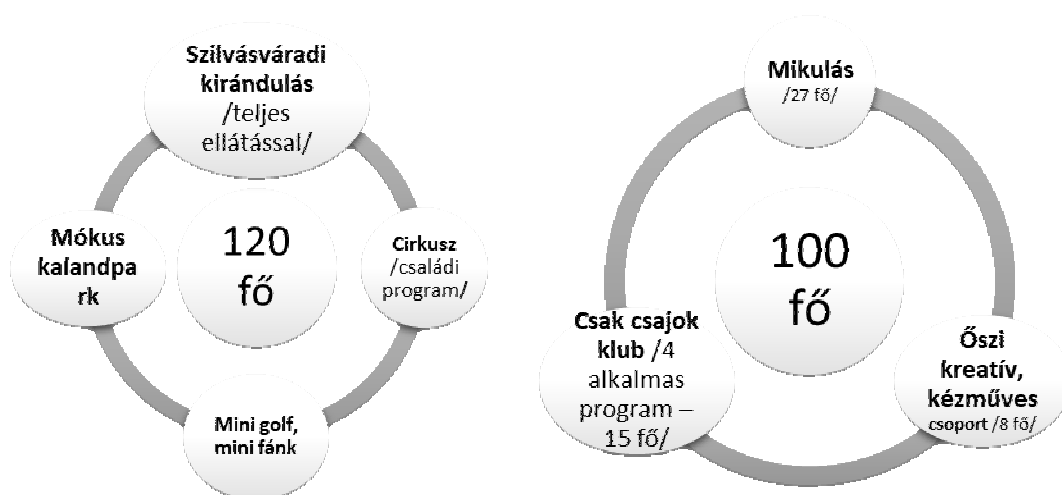 Szilvásváradi
kirándulás
/teljes
ellátással/
120
fő
Mókus
kalandpa
rk
Cirkusz
/családi
program/
Mini golf,
mini fánk
Mikulás
/27 fő/
100
fő
Csak csajok
klub /4
alkalmas
program –
15 fő/
Őszi
kreatív,
kézműves
csoport /8 fő/